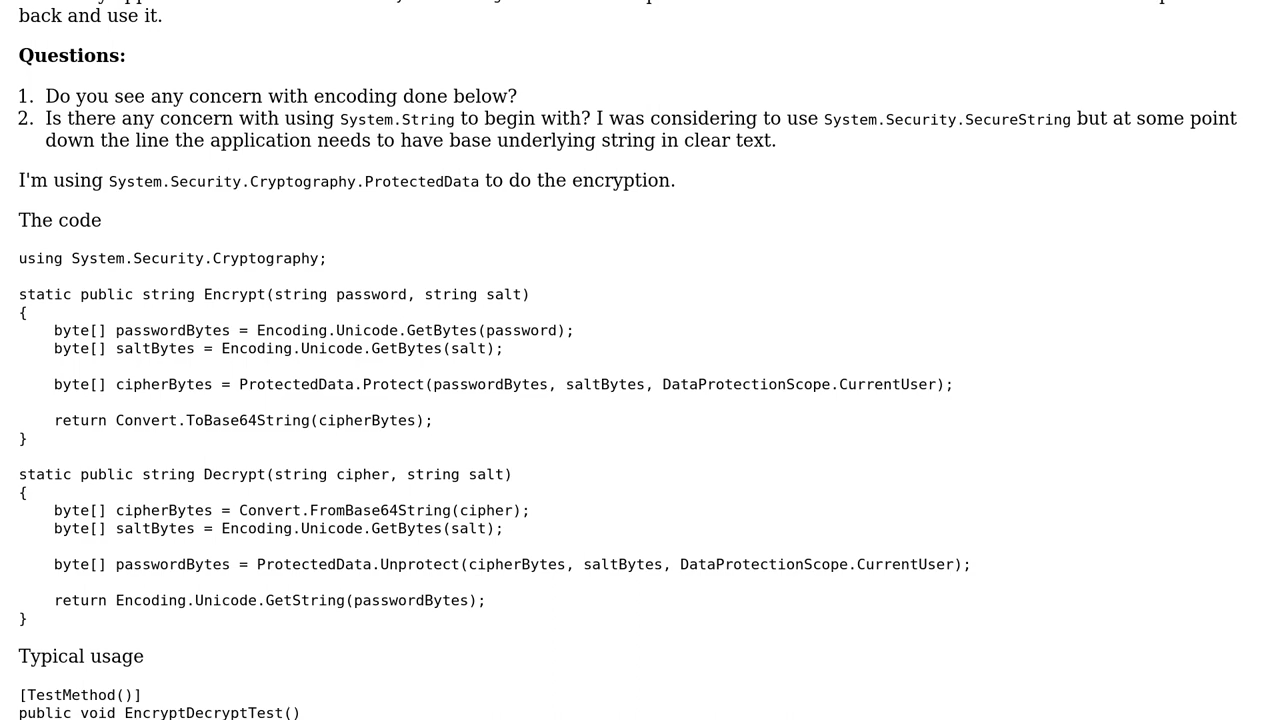 back and use it.
Questions:
1. Do you see any concern with encoding done below?
2. Is there any concern with using System.String to begin with? I was considering to use System.Security.SecureString but at some point
down the line the application needs to have base underlying string in clear text.
I'm using System.Security.Cryptography.ProtectedData to do the encryption.
The code
using System.Security.Cryptography;
static public string Encrypt(string password, string salt)
{
    byte[] passwordBytes = Encoding.Unicode.GetBytes(password);
    byte[] saltBytes = Encoding.Unicode.GetBytes(salt);
    byte[] cipherBytes = ProtectedData.Protect(passwordBytes, saltBytes, DataProtectionScope.CurrentUser);
    return Convert.ToBase64String(cipherBytes);
}
static public string Decrypt(string cipher, string salt)
{
    byte[] cipherBytes = Convert.FromBase64String(cipher);
    byte[] saltBytes = Encoding.Unicode.GetBytes(salt);
    byte[] passwordBytes = ProtectedData.Unprotect(cipherBytes, saltBytes, DataProtectionScope.CurrentUser);
    return Encoding.Unicode.GetString(passwordBytes);
}
Typical usage
[TestMethod()]
public void EncryptDecryptTest()